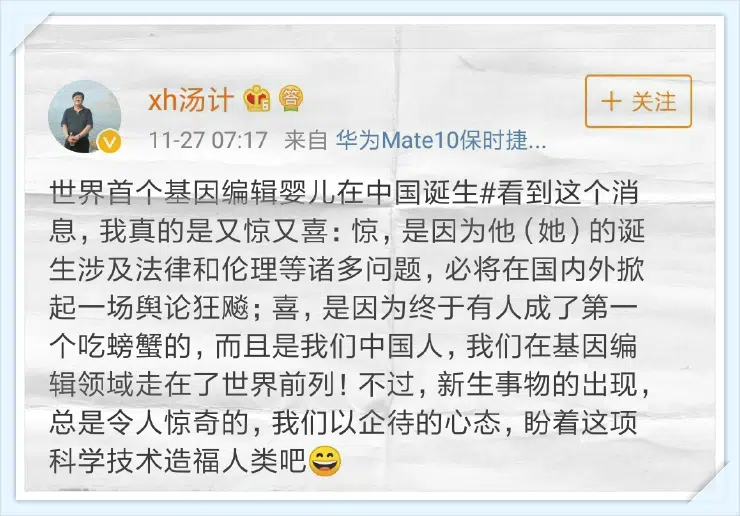 xh汤计
+ 关注
11-27 07:17 来自 华为Mate10保时捷...
世界首个基因编辑婴儿在中国诞生#看到这个消
息，我真的是又惊又喜：惊，是因为他（她）的诞
生涉及法律和伦理等诸多问题，必将在国内外掀
起一场舆论狂飚；喜，是因为终于有人成了第一
个吃螃蟹的，而且是我们中国人，我们在基因编
辑领域走在了世界前列！不过，新生事物的出现，
总是令人惊奇的，我们以企待的心态，盼着这项
科学技术造福人类吧😄